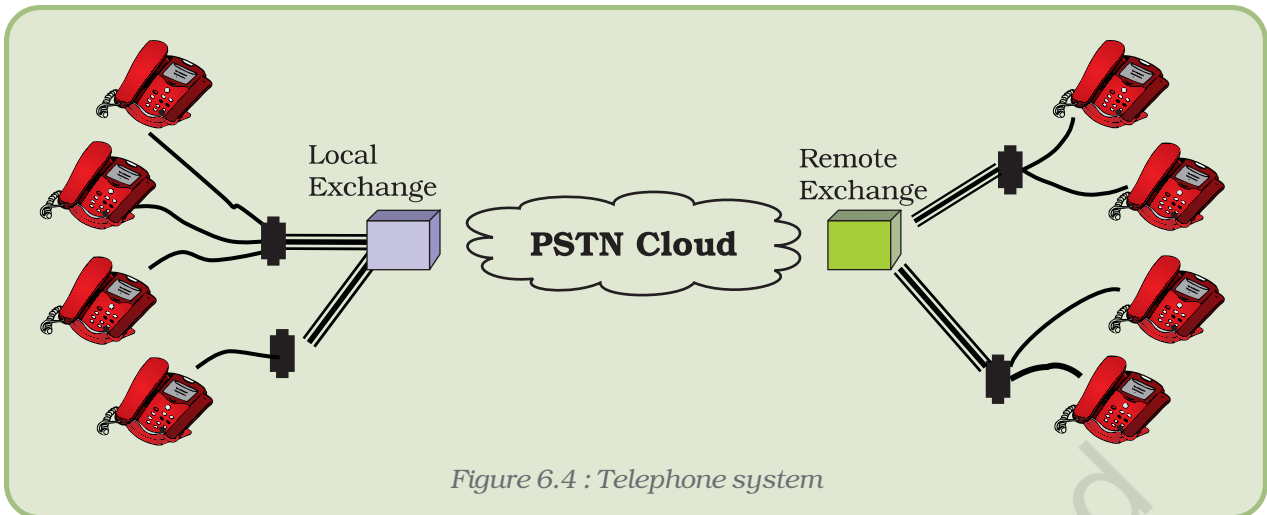 Local
Exchange
Remote
Exchange
PSTN Cloud
Figure 6.4 : Telephone system